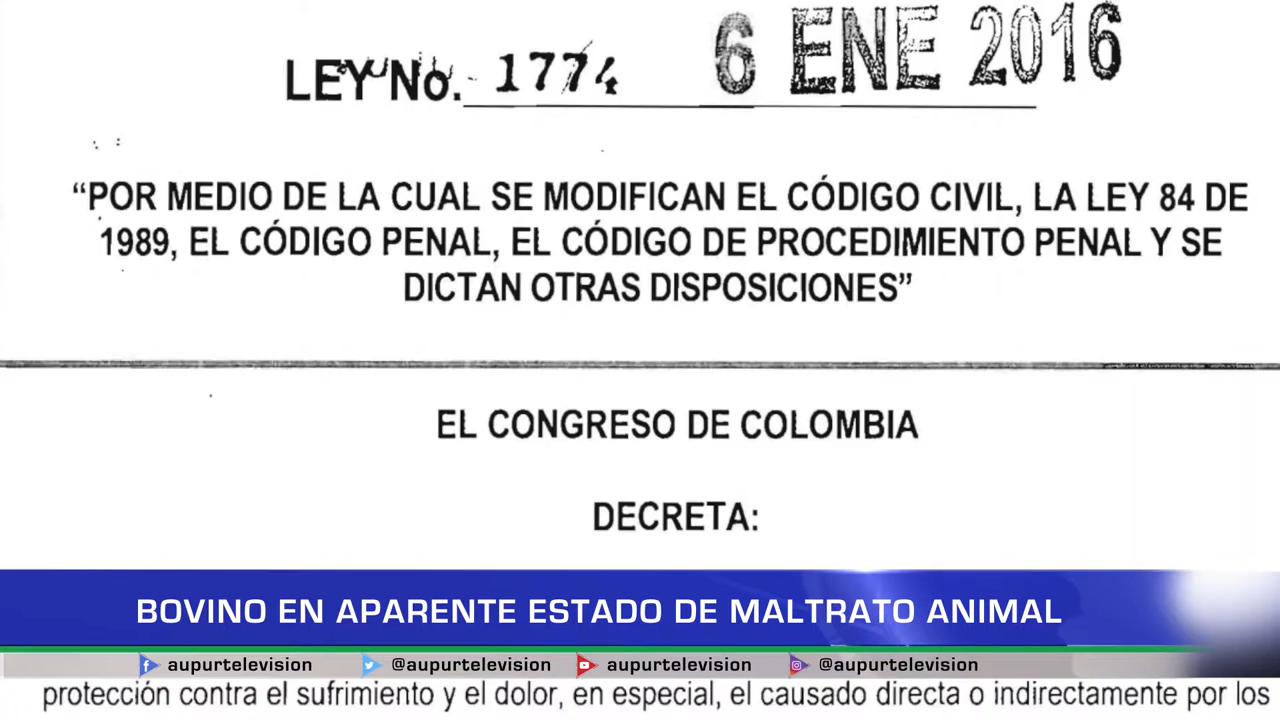 LEY No. 1774 6 ENE 2016
“POR MEDIO DE LA CUAL SE MODIFICAN EL CÓDIGO CIVIL, LA LEY 84 DE
1989, EL CÓDIGO PENAL, EL CÓDIGO DE PROCEDIMIENTO PENAL Y SE
DICTAN OTRAS DISPOSICIONES”
EL CONGRESO DE COLOMBIA
DECRETA:
BOVINO EN APARENTE ESTADO DE MALTRATO ANIMAL
aupurtelevision @aupurtelevision aupurtelevision @aupurtelevision
protección contra el sufrimiento y el dolor, en especial, el causado directa o indirectamente por los